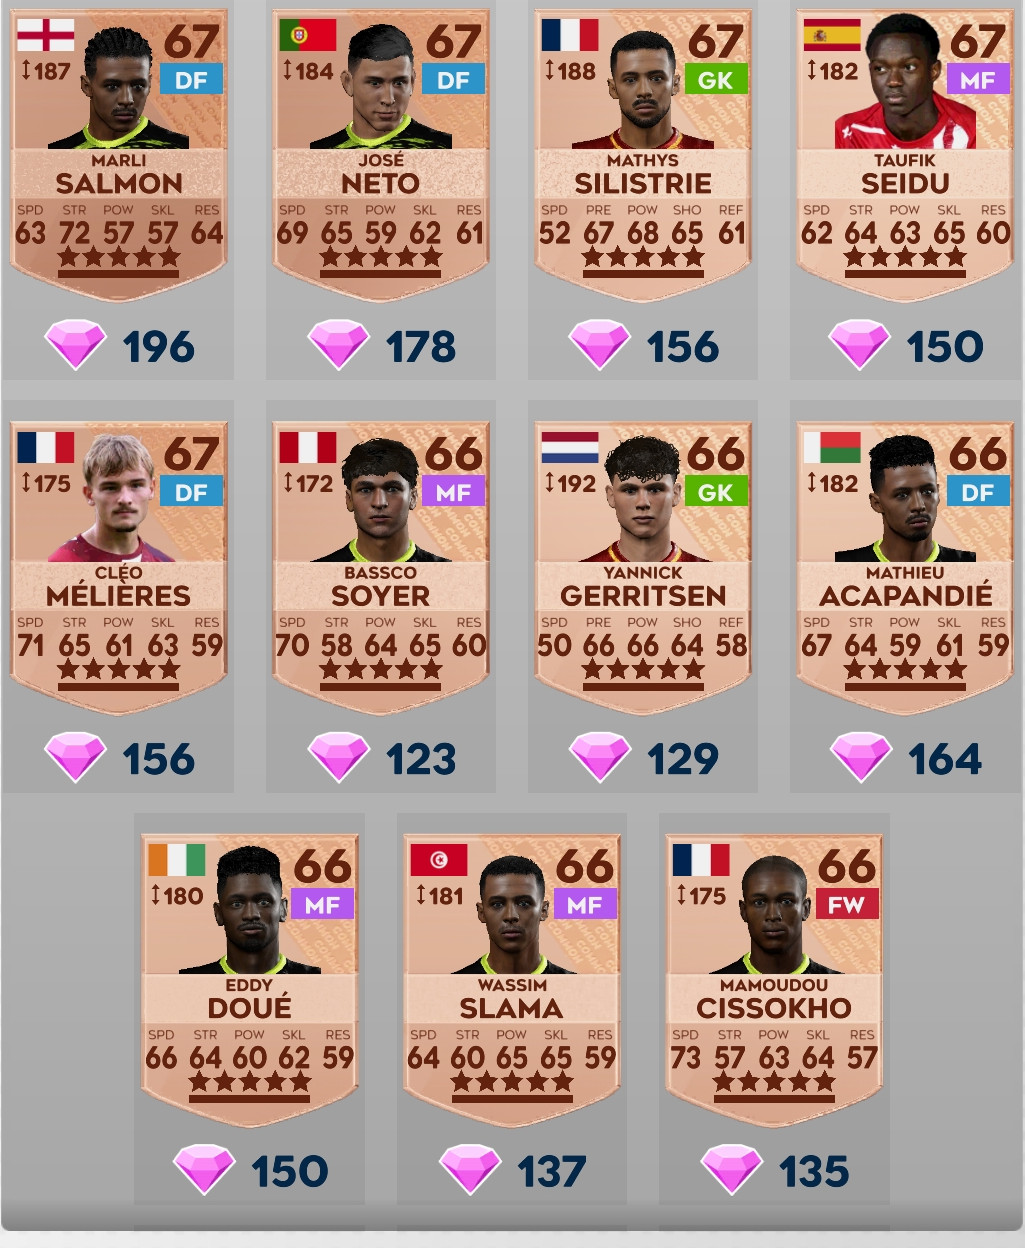 67
↕187
DF
MARLI
SALMON
SPD STR POW SKL RES
63 72 57 57 64
196
67
↕184
DF
JOSÉ
NETO
SPD STR POW SKL RES
69 65 59 62 61
178
67
↕188
GK
MATHYS
SILISTRIE
SPD PRE POW SHO REF
52 67 68 65 61
156
67
↕182
MF
TAUFIK
SEIDU
SPD STR POW SKL RES
62 64 63 65 60
150
67
↕175
DF
CLÉO
MÉLIÈRES
SPD STR POW SKL RES
71 65 61 63 59
156
66
↕172
MF
BASSCO
SOYER
SPD STR POW SKL RES
70 58 64 65 60
123
66
↕192
GK
YANNICK
GERRITSEN
SPD PRE POW SHO REF
50 66 66 64 58
129
66
↕182
DF
MATHIEU
ACAPANDIÉ
SPD STR POW SKL RES
67 64 59 61 59
164
66
↕180
MF
EDDY
DOUÉ
SPD STR POW SKL RES
66 64 60 62 59
150
66
↕181
MF
WASSIM
SLAMA
SPD STR POW SKL RES
64 60 65 65 59
137
66
↕175
FW
MAMOUDOU
CISSOKHO
SPD STR POW SKL RES
73 57 63 64 57
135